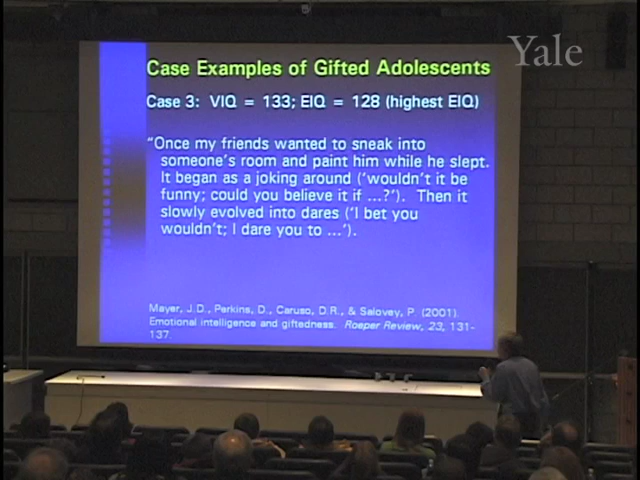 Yale
Case Examples of Gifted Adolescents
Case 3: VIQ = 133; EIQ = 128 (highest EIQ)
“Once my friends wanted to sneak into
someone's room and paint him while he slept.
It began as a joking around (‘wouldn't it be
funny; could you believe it if ...?’). Then it
slowly evolved into dares (‘I bet you
wouldn't; I dare you to ...’).
Mayer, J.D., Perkins, D., Caruso, D.R., & Salovey, P. (2001).
Emotional intelligence and giftedness. Roeper Review, 23, 131-
137.